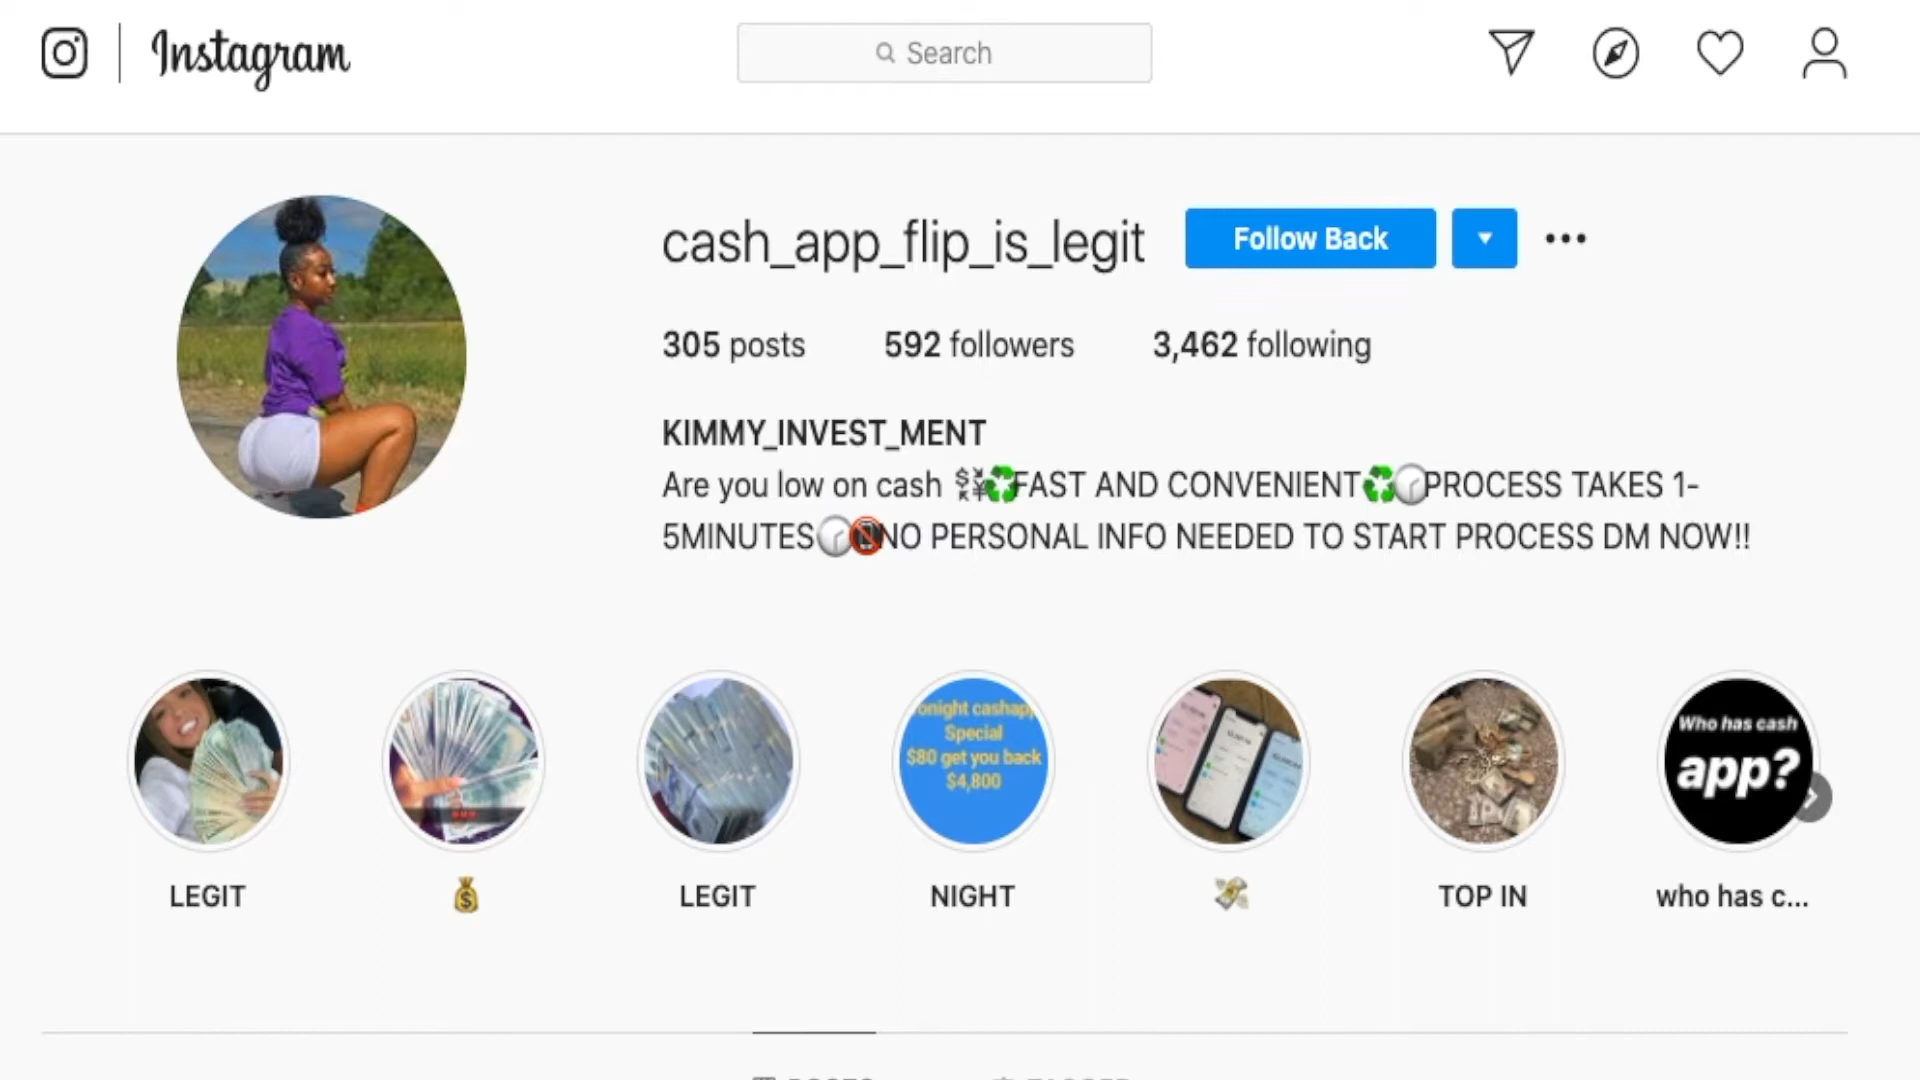 Instagram
Search
cash_app_flip_is_legit
Follow Back
305 posts 592 followers 3,462 following
KIMMY_INVEST_MENT
Are you low on cash 💱♻️FAST AND CONVENIENT♻️🕝PROCESS TAKES 1-
5MINUTES🕝📵NO PERSONAL INFO NEEDED TO START PROCESS DM NOW!!
onight cashapp
Special
$80 get you back
$4,800
Who has cash
app?
LEGIT
💰
LEGIT
NIGHT
💸
TOP IN
who has c...